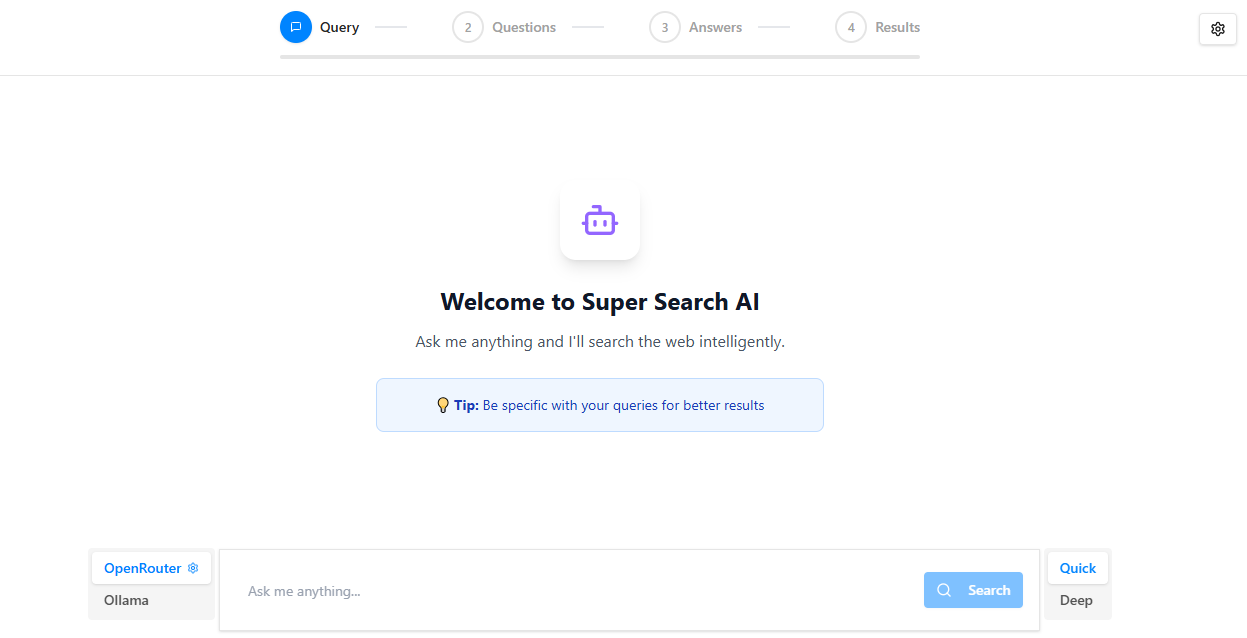 Query
2 Questions
3 Answers
4 Results
Welcome to Super Search AI
Ask me anything and I'll search the web intelligently.
Tip: Be specific with your queries for better results
OpenRouter
Ollama
Ask me anything...
Search
Quick
Deep